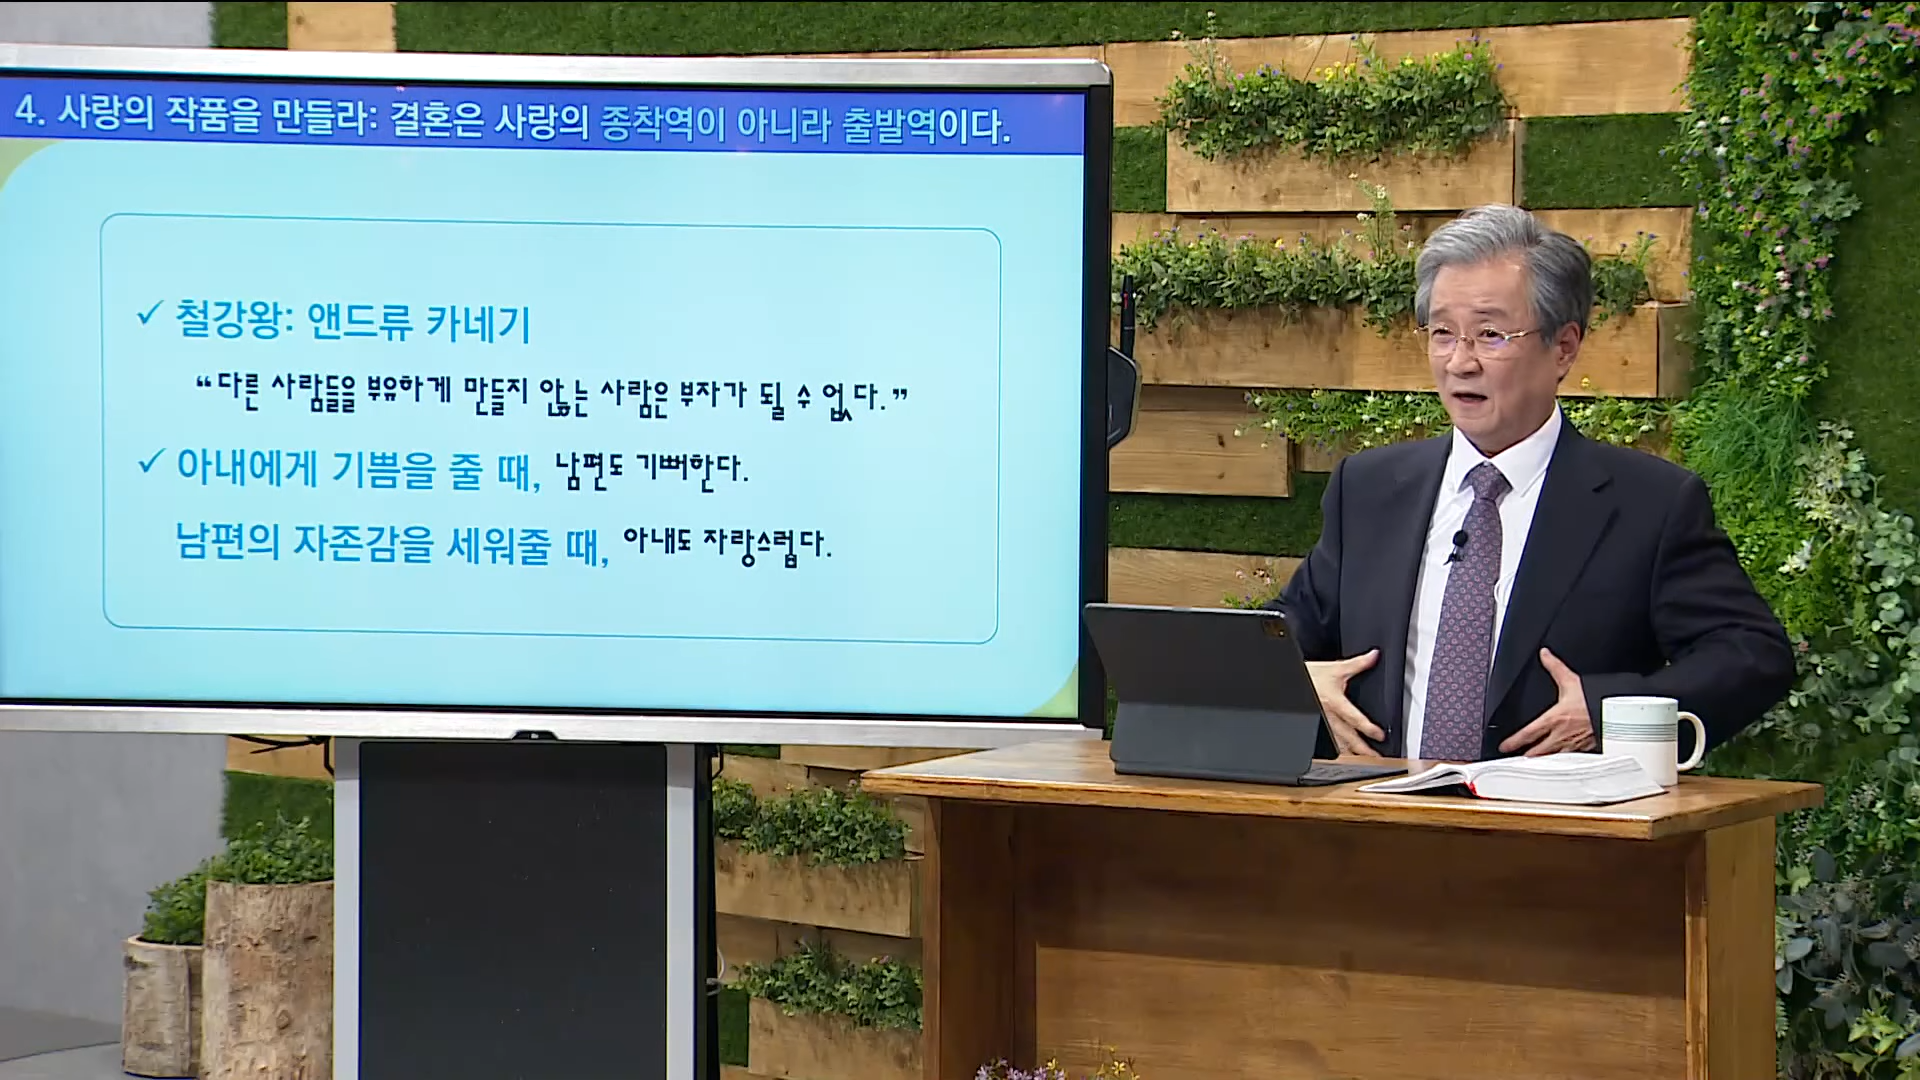 4. 사랑의 작품을 만들라: 결혼은 사랑의 종착역이 아니라 출발역이다.
✓ 철강왕: 앤드류 카네기
“다른 사람들을 부유하게 만들지 않는 사람은 부자가 될 수 없다.”
✓ 아내에게 기쁨을 줄 때, 남편도 기뻐한다.
남편의 자존감을 세워줄 때, 아내도 자랑스럽다.